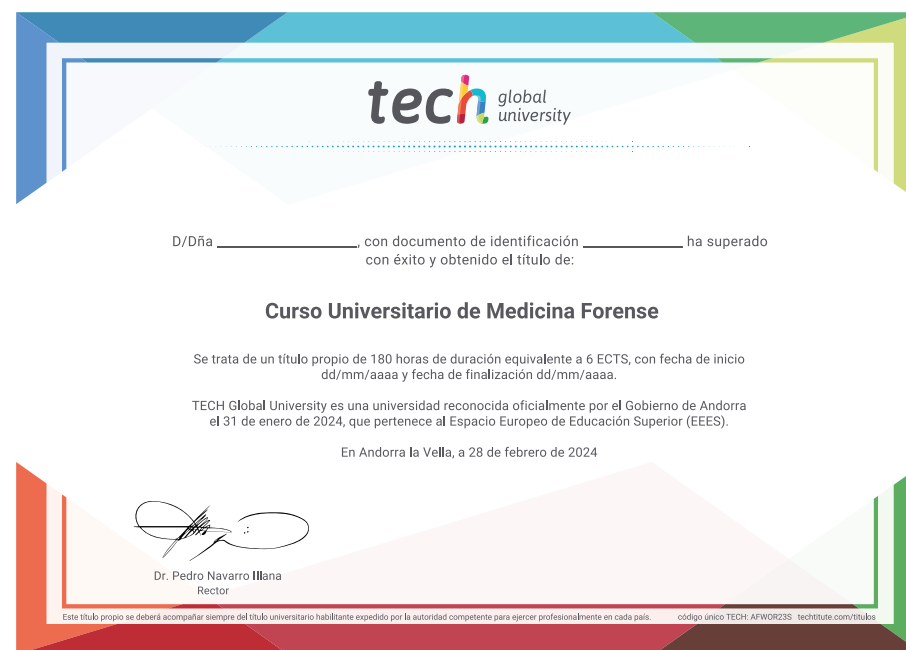 tech global university
D/Dña ____________________, con documento de identificación ______________ ha superado
con éxito y obtenido el título de:
Curso Universitario de Medicina Forense
Se trata de un título propio de 180 horas de duración equivalente a 6 ECTS, con fecha de inicio
dd/mm/aaaa y fecha de finalización dd/mm/aaaa.
TECH Global University es una universidad reconocida oficialmente por el Gobierno de Andorra
el 31 de enero de 2024, que pertenece al Espacio Europeo de Educación Superior (EEES).
En Andorra la Vella, a 28 de febrero de 2024
Dr. Pedro Navarro Illana
Rector
Este título propio se deberá acompañar siempre del título universitario habilitante expedido por la autoridad competente para ejercer profesionalmente en cada país. código único TECH: AFWOR23S techtitute.com/titulos